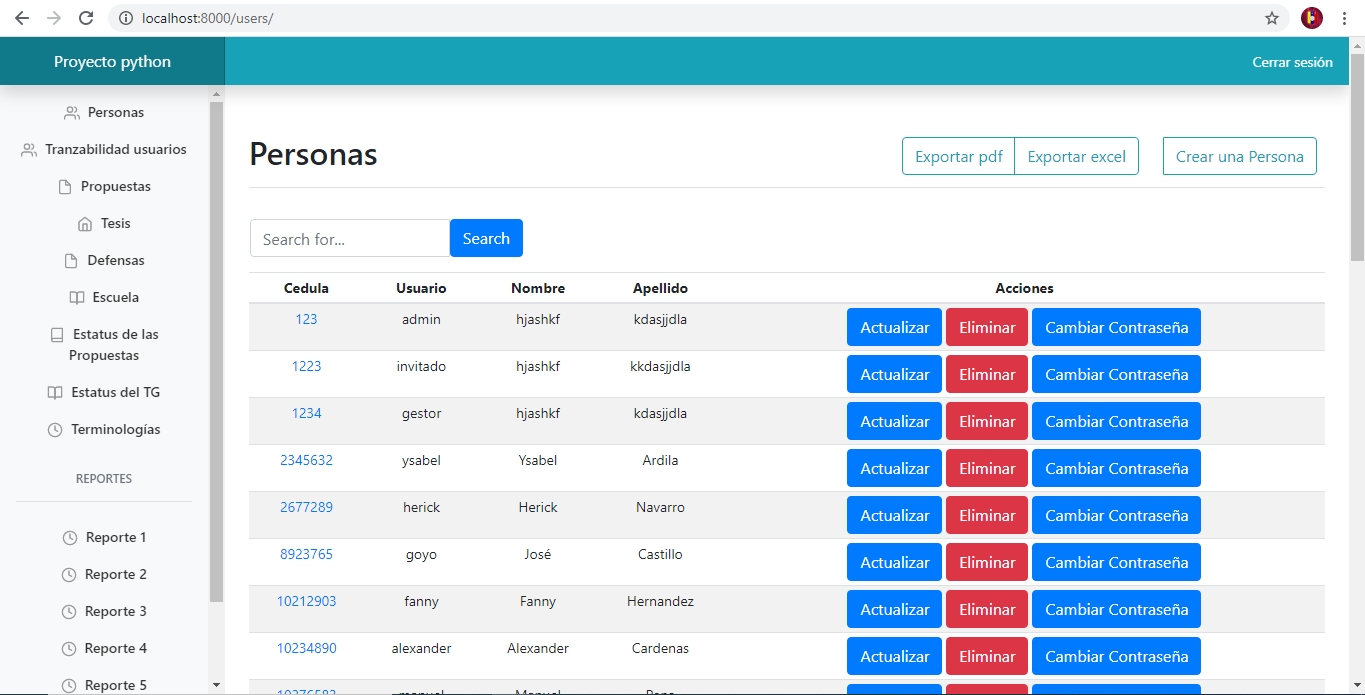 localhost:8000/users/
Proyecto python
Cerrar sesión
Personas
Tranzabilidad usuarios
Propuestas
Tesis
Defensas
Escuela
Estatus de las
Propuestas
Estatus del TG
Terminologías
REPORTES
Reporte 1
Reporte 2
Reporte 3
Reporte 4
Reporte 5
Personas
Exportar pdf Exportar excel Crear una Persona
Search for... Search
Cedula Usuario Nombre Apellido Acciones
123 admin hjashkf kdasjjdla Actualizar Eliminar Cambiar Contraseña
1223 invitado hjashkf kkdasjjdla Actualizar Eliminar Cambiar Contraseña
1234 gestor hjashkf kdasjjdla Actualizar Eliminar Cambiar Contraseña
2345632 ysabel Ysabel Ardila Actualizar Eliminar Cambiar Contraseña
2677289 herick Herick Navarro Actualizar Eliminar Cambiar Contraseña
8923765 goyo José Castillo Actualizar Eliminar Cambiar Contraseña
10212903 fanny Fanny Hernandez Actualizar Eliminar Cambiar Contraseña
10234890 alexander Alexander Cardenas Actualizar Eliminar Cambiar Contraseña